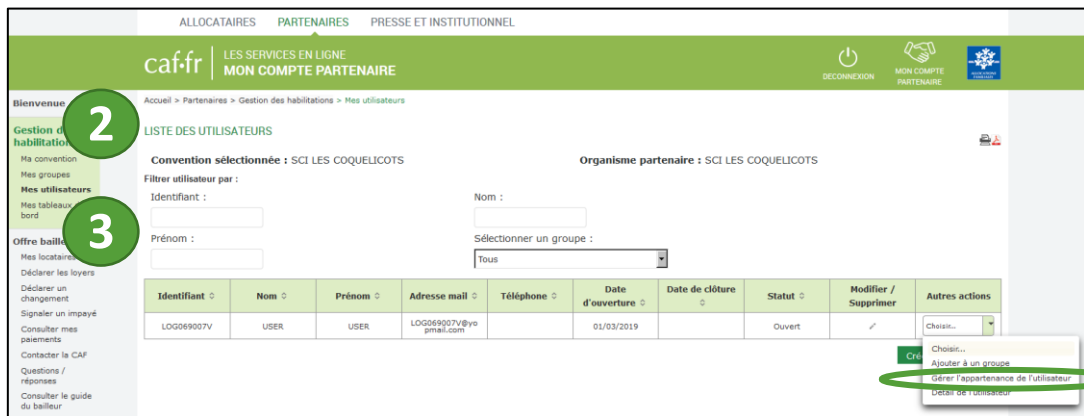 ALLOCATAIRES PARTENAIRES PRESSE ET INSTITUTIONNEL
caf.fr
LES SERVICES EN LIGNE
MON COMPTE PARTENAIRE
DECONNEXION
MON COMPTE
PARTENAIRE
Bienvenue
Gestion d
habilitation
Ma convention
Mes groupes
Mes utilisateurs
Mes tableaux
bord
Offre baille
Mes locataires
Déclarer les loyers
Déclarer un
changement
Signaler un impayé
Consulter mes
paiements
Contacter la CAF
Questions /
réponses
Consulter le guide
du bailleur
2
3
Accueil > Partenaires > Gestion des habilitations > Mes utilisateurs
LISTE DES UTILISATEURS
Convention sélectionnée : SCI LES COQUELICOTS
Organisme partenaire : SCI LES COQUELICOTS
Filtrer utilisateur par :
Identifiant :
Nom :
Prénom :
Sélectionner un groupe :
Tous
Identifiant Nom Prénom Adresse mail Téléphone Date d'ouverture Date de clôture Statut Modifier / Supprimer Autres actions
LOG069007V USER USER LOG069007V@yopmail.com 01/03/2019 Ouvert Choisir...
Cré
Choisir...
Ajouter à un groupe
Gérer l'appartenance de l'utilisateur
Détail de l'utilisateur